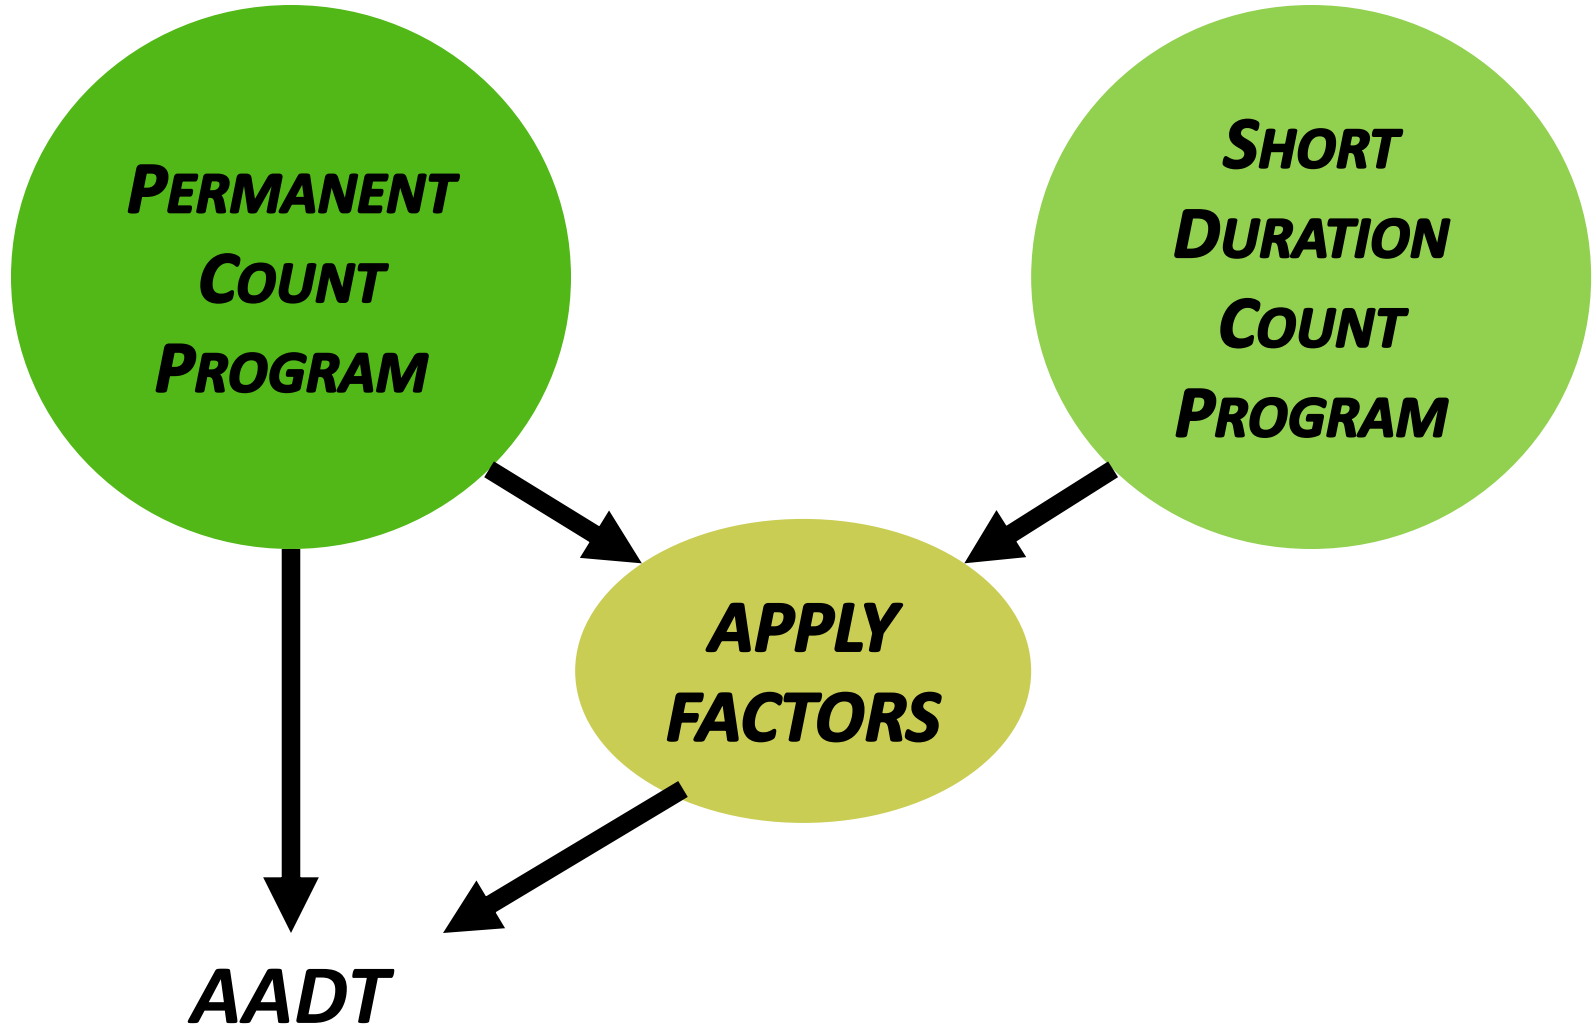 PERMANENT
COUNT
PROGRAM
SHORT
DURATION
COUNT
PROGRAM
APPLY
FACTORS
AADT